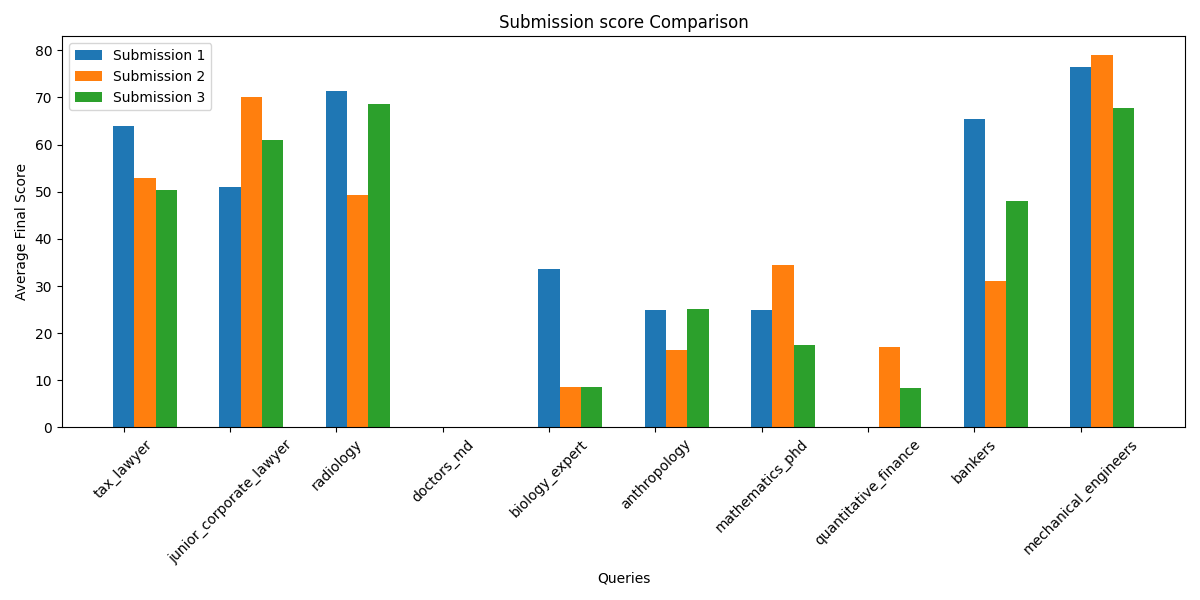 Submission score Comparison
Submission 1
Submission 2
Submission 3
Average Final Score
80
70
60
50
40
30
20
10
0
tax_lawyer
junior_corporate_lawyer
radiology
doctors_md
biology_expert
anthropology
mathematics_phd
quantitative_finance
bankers
mechanical_engineers
Queries